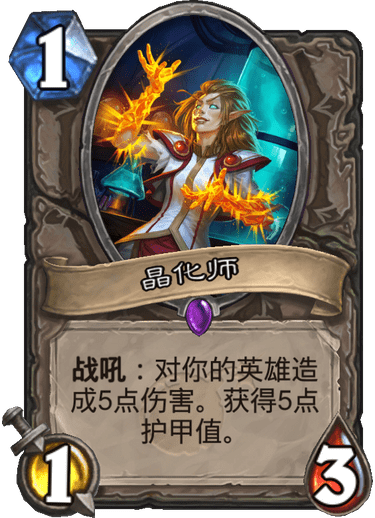 1
晶化师
战吼：对你的英雄造
成5点伤害。获得5点
护甲值。
1
3